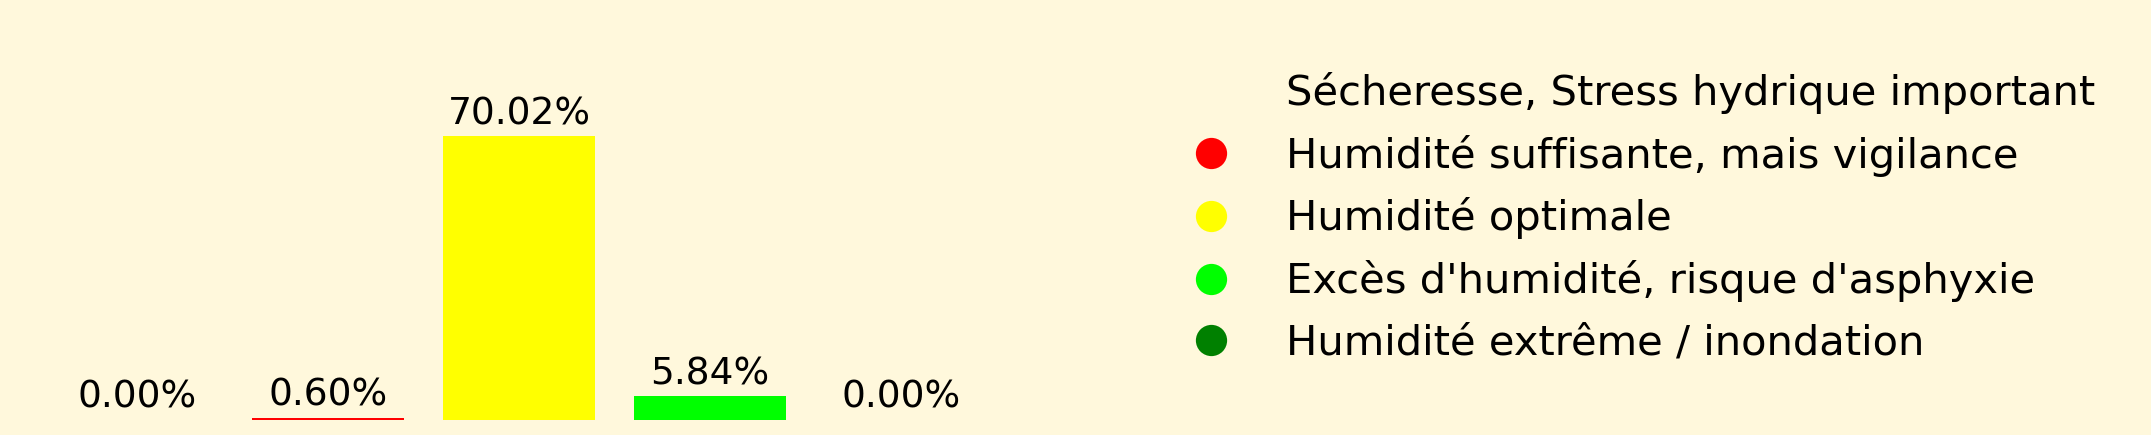 70.02%
5.84%
0.00%
0.60%
0.00%
Sécheresse, Stress hydrique important
Humidité suffisante, mais vigilance
Humidité optimale
Excès d'humidité, risque d'asphyxie
Humidité extrême / inondation